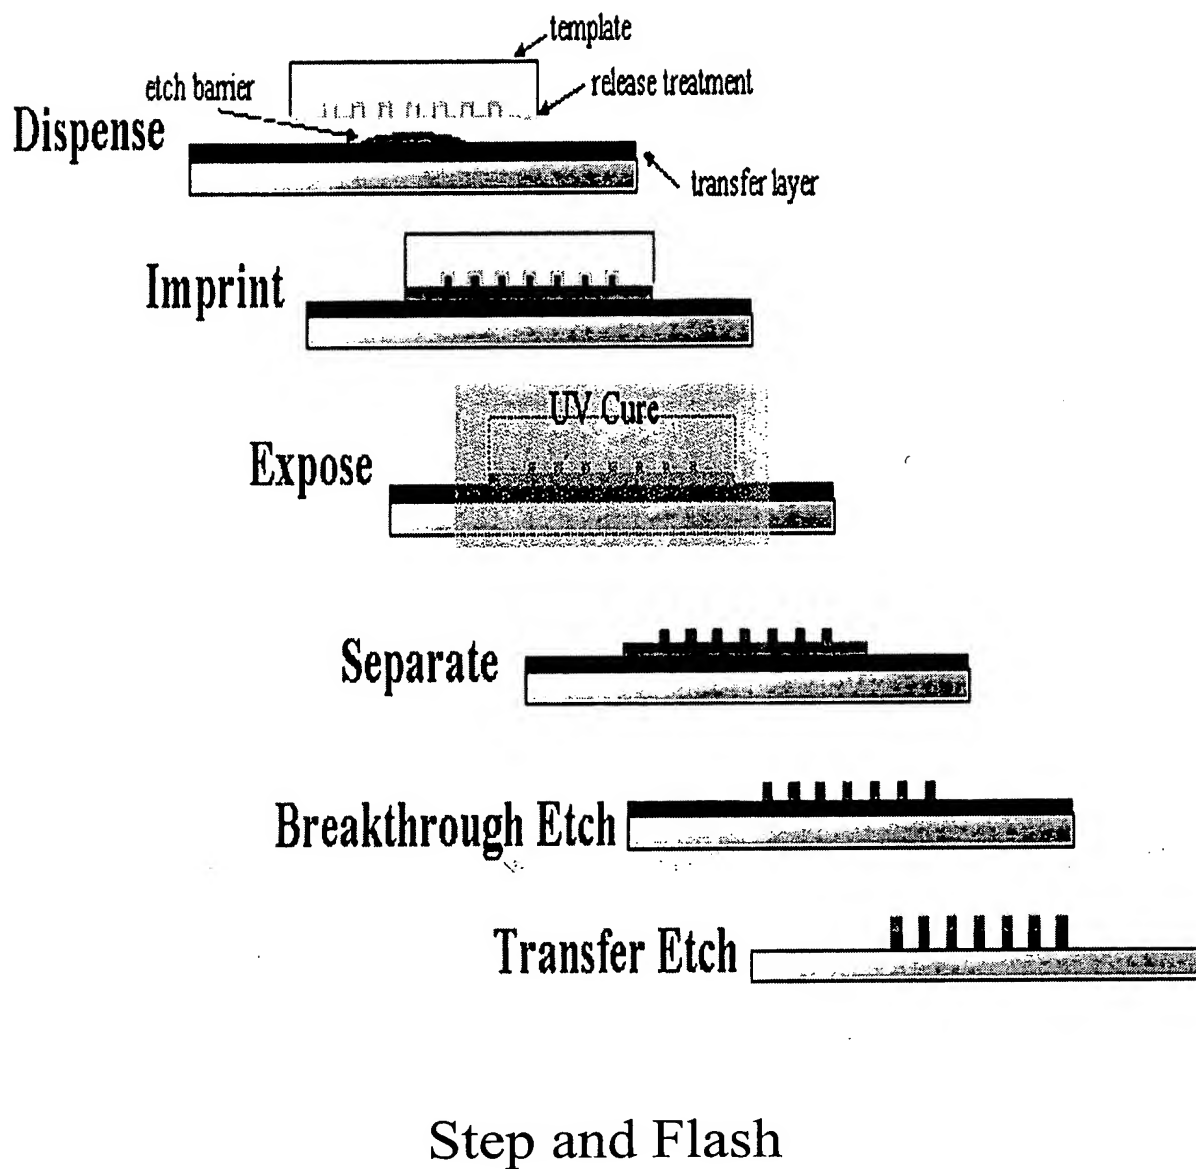 template
etch barrier
release treatment
Dispense
transfer layer
Imprint
UV Cure
Expose
Separate
Breakthrough Etch
Transfer Etch
Step and Flash